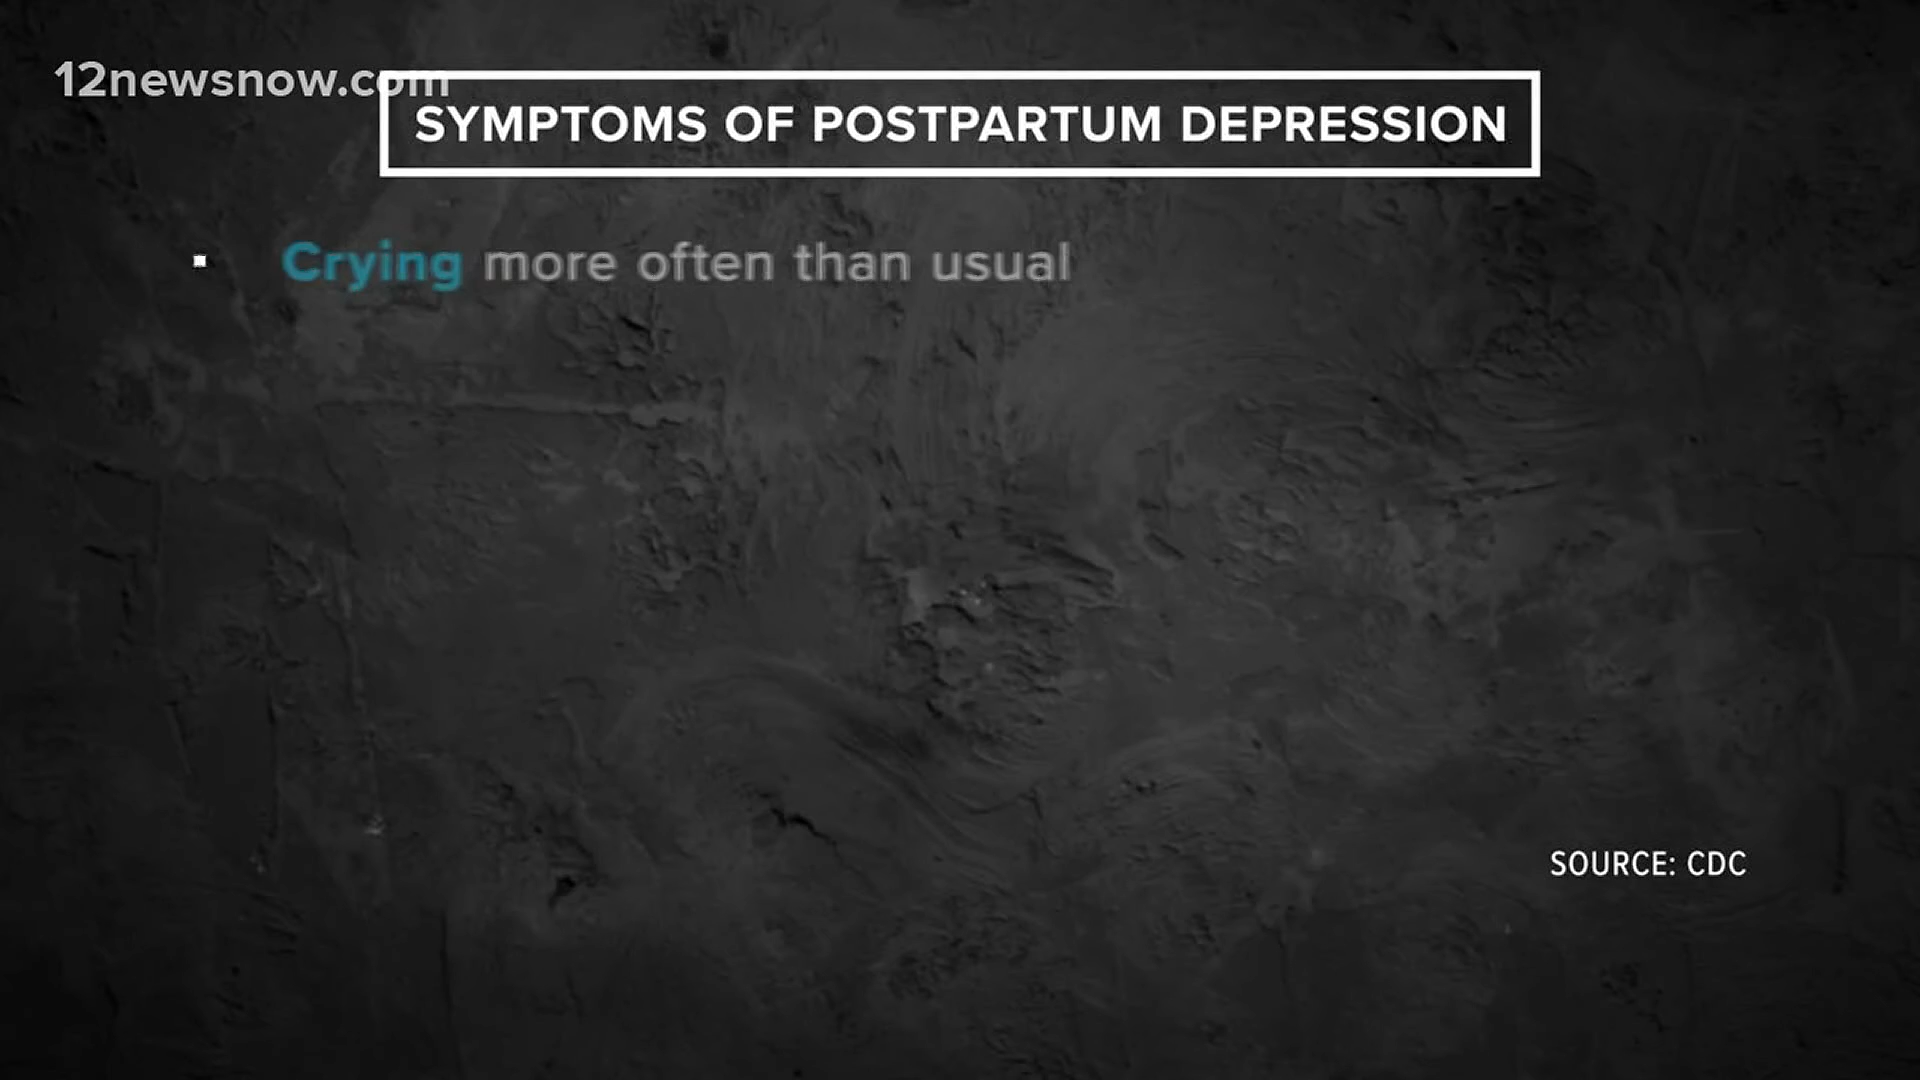 12newsnow.com
SYMPTOMS OF POSTPARTUM DEPRESSION
▪ Crying more often than usual
SOURCE: CDC